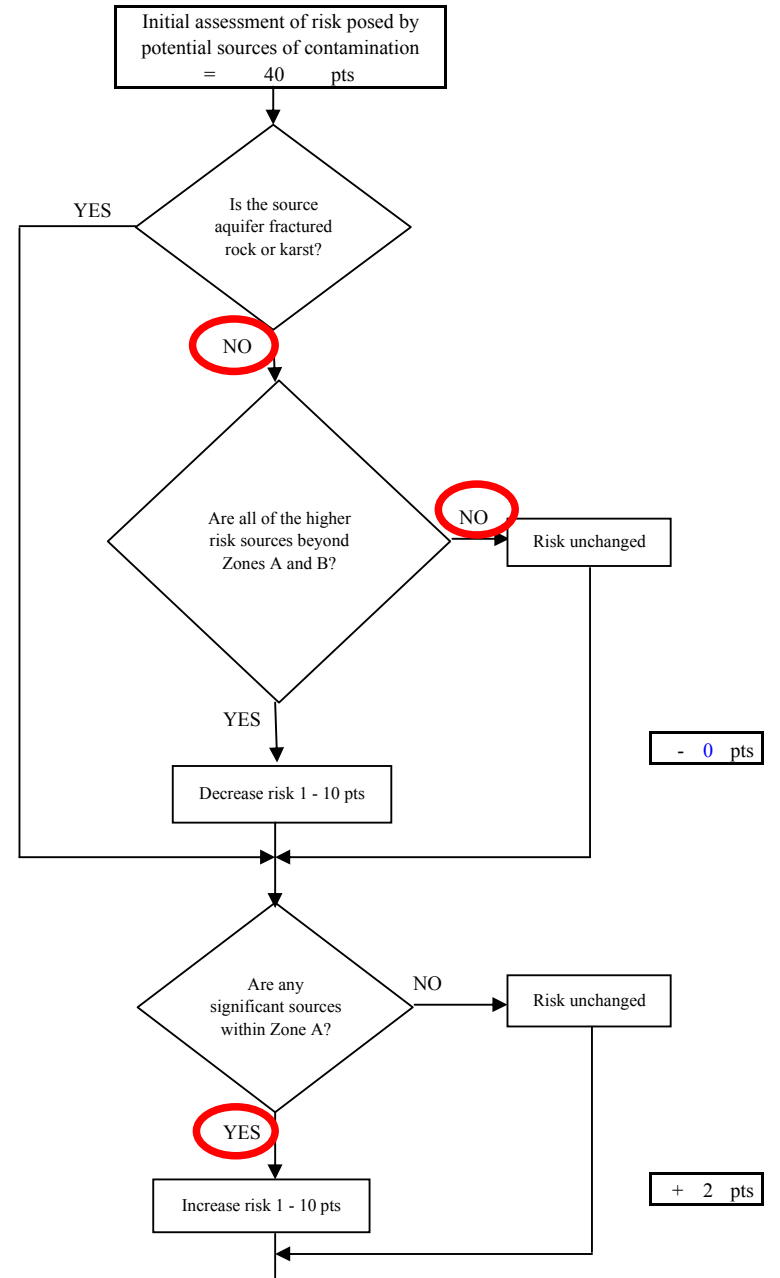 Initial assessment of risk posed by
potential sources of contamination
= 40 pts
YES
Is the source
aquifer fractured
rock or karst?
NO
Are all of the higher
risk sources beyond
Zones A and B?
NO
Risk unchanged
YES
- 0 pts
Decrease risk 1 - 10 pts
Are any
significant sources
within Zone A?
NO
Risk unchanged
YES
+ 2 pts
Increase risk 1 - 10 pts